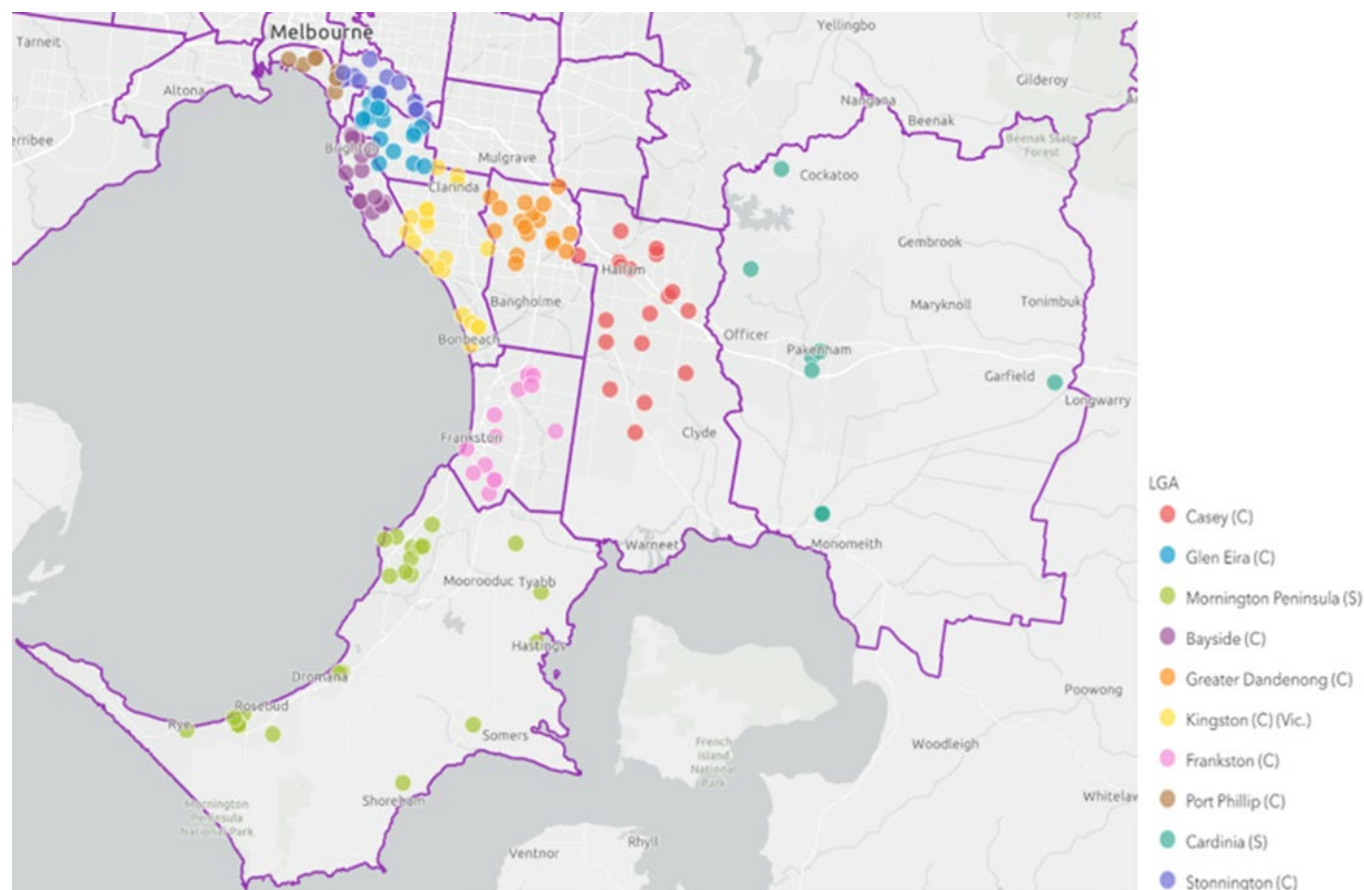 Forest
Yellingbo
Melbourne
Tarneit
Gilderoy
Altona
Nangana
Beenak
Beenak State
Forest
erribee
Brighton
Mulgrave
Cockatoo
Clarinda
Gembrook
Hallam
Bangholme
Maryknoll
Tonimbuk
Bonbeach
Officer
Pakenham
Garfield
Longwarry
Frankston
Clyde
LGA
Casey (C)
Warneet
Monomeith
Glen Eira (C)
Moorooduc
Tyabb
Mornington Peninsula (S)
Hastings
Bayside (C)
Dromana
Greater Dandenong (C)
Poowong
Rosebud
Rye
Kingston (C) (Vic.)
Somers
Woodleigh
French
Island
National
Park
Frankston (C)
Shoreham
Mornington
Peninsula
National Park
Whitelaw
Port Phillip (C)
Rhyll
Cardinia (S)
Ventnor
Stonnington (C)